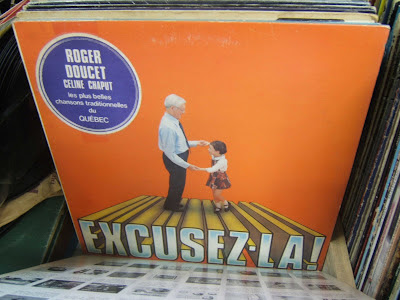 ROGER
DOUCET
CELINE CHAPUT
les plus belles
chansons traditionnelles
du
QUÉBEC
EXCUSEZ-LA!